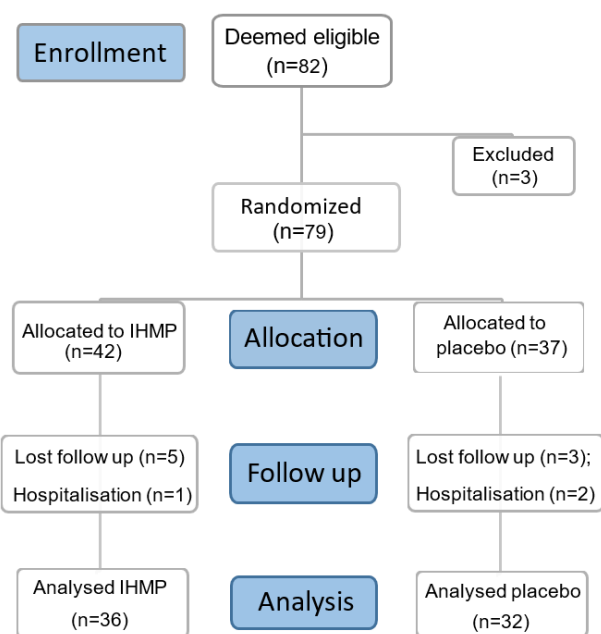 Enrollment
Deemed eligible
(n=82)
Excluded
(n=3)
Randomized
(n=79)
Allocated to IHMP
(n=42)
Allocation
Allocated to
placebo (n=37)
Lost follow up (n=5)
Hospitalisation (n=1)
Follow up
Lost follow up (n=3);
Hospitalisation (n=2)
Analysed IHMP
(n=36)
Analysis
Analysed placebo
(n=32)